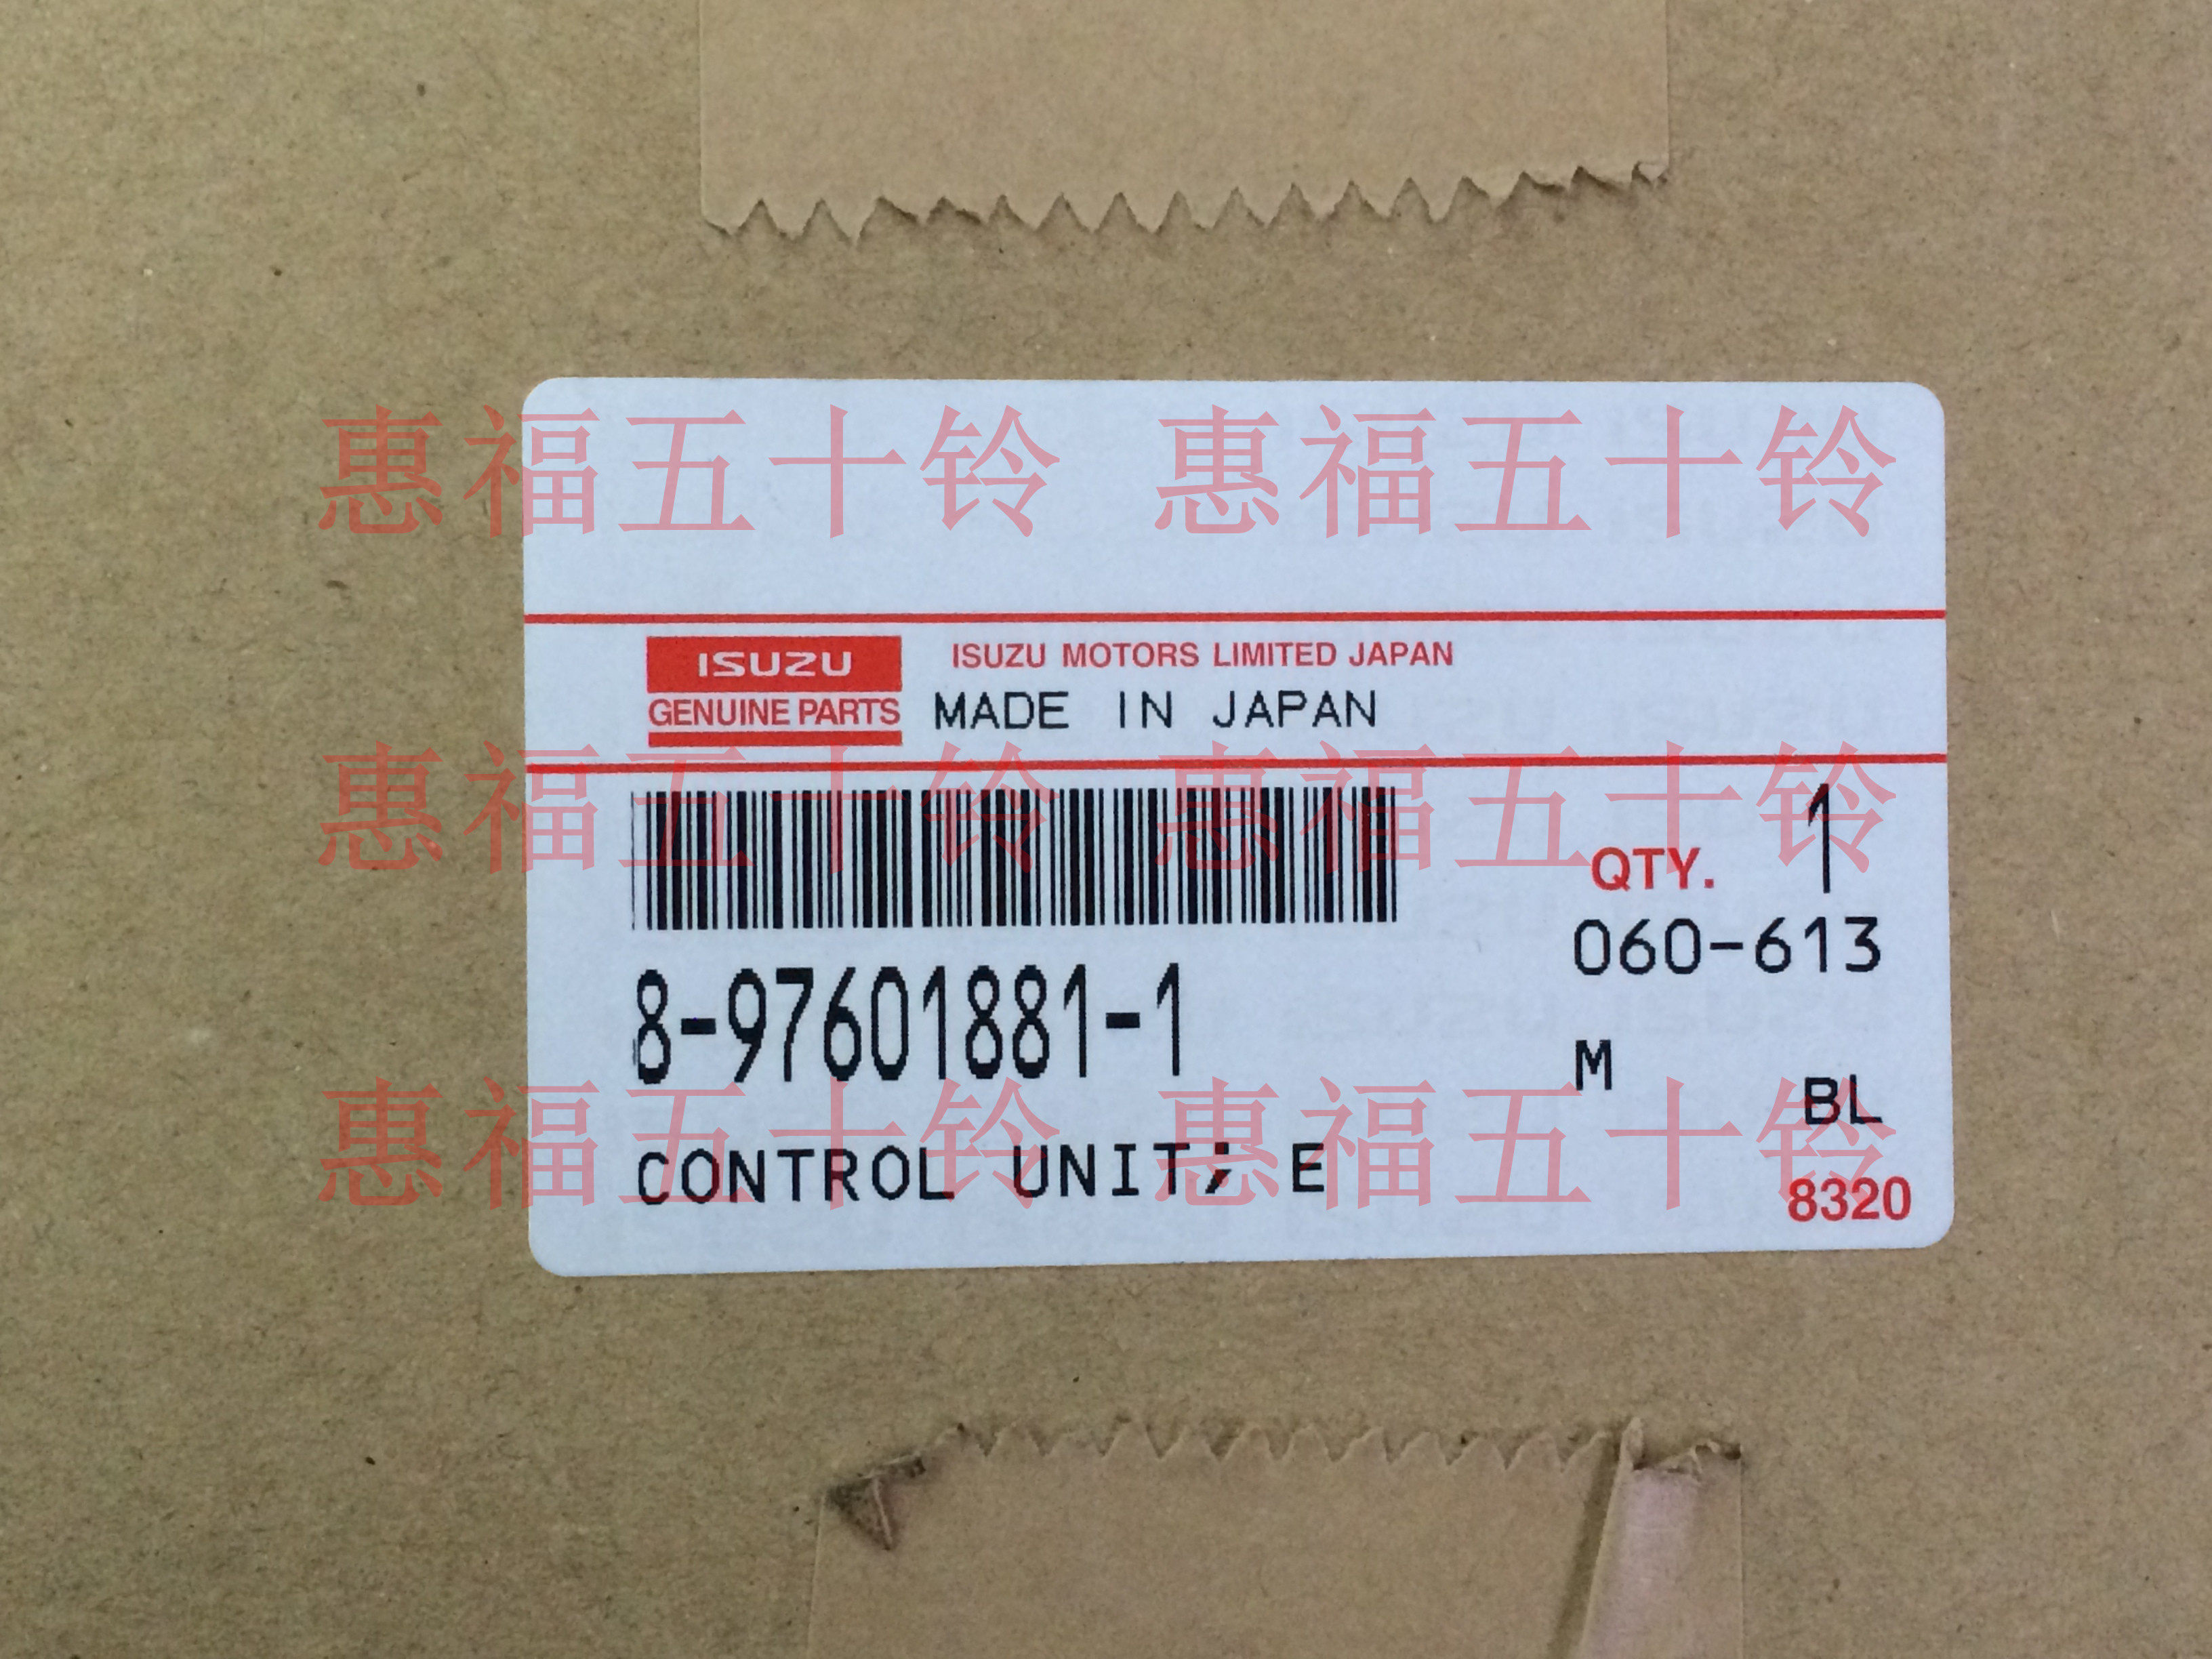 惠福五十铃 惠福五十铃
ISUZU
GENUINE PARTS
ISUZU MOTORS LIMITED JAPAN
MADE IN JAPAN
惠福五十铃 惠福五十铃
QTY. 1
060-613
8-97601881-1
M
BL
惠福五十铃 惠福五十铃
CONTROL UNIT; E
8320